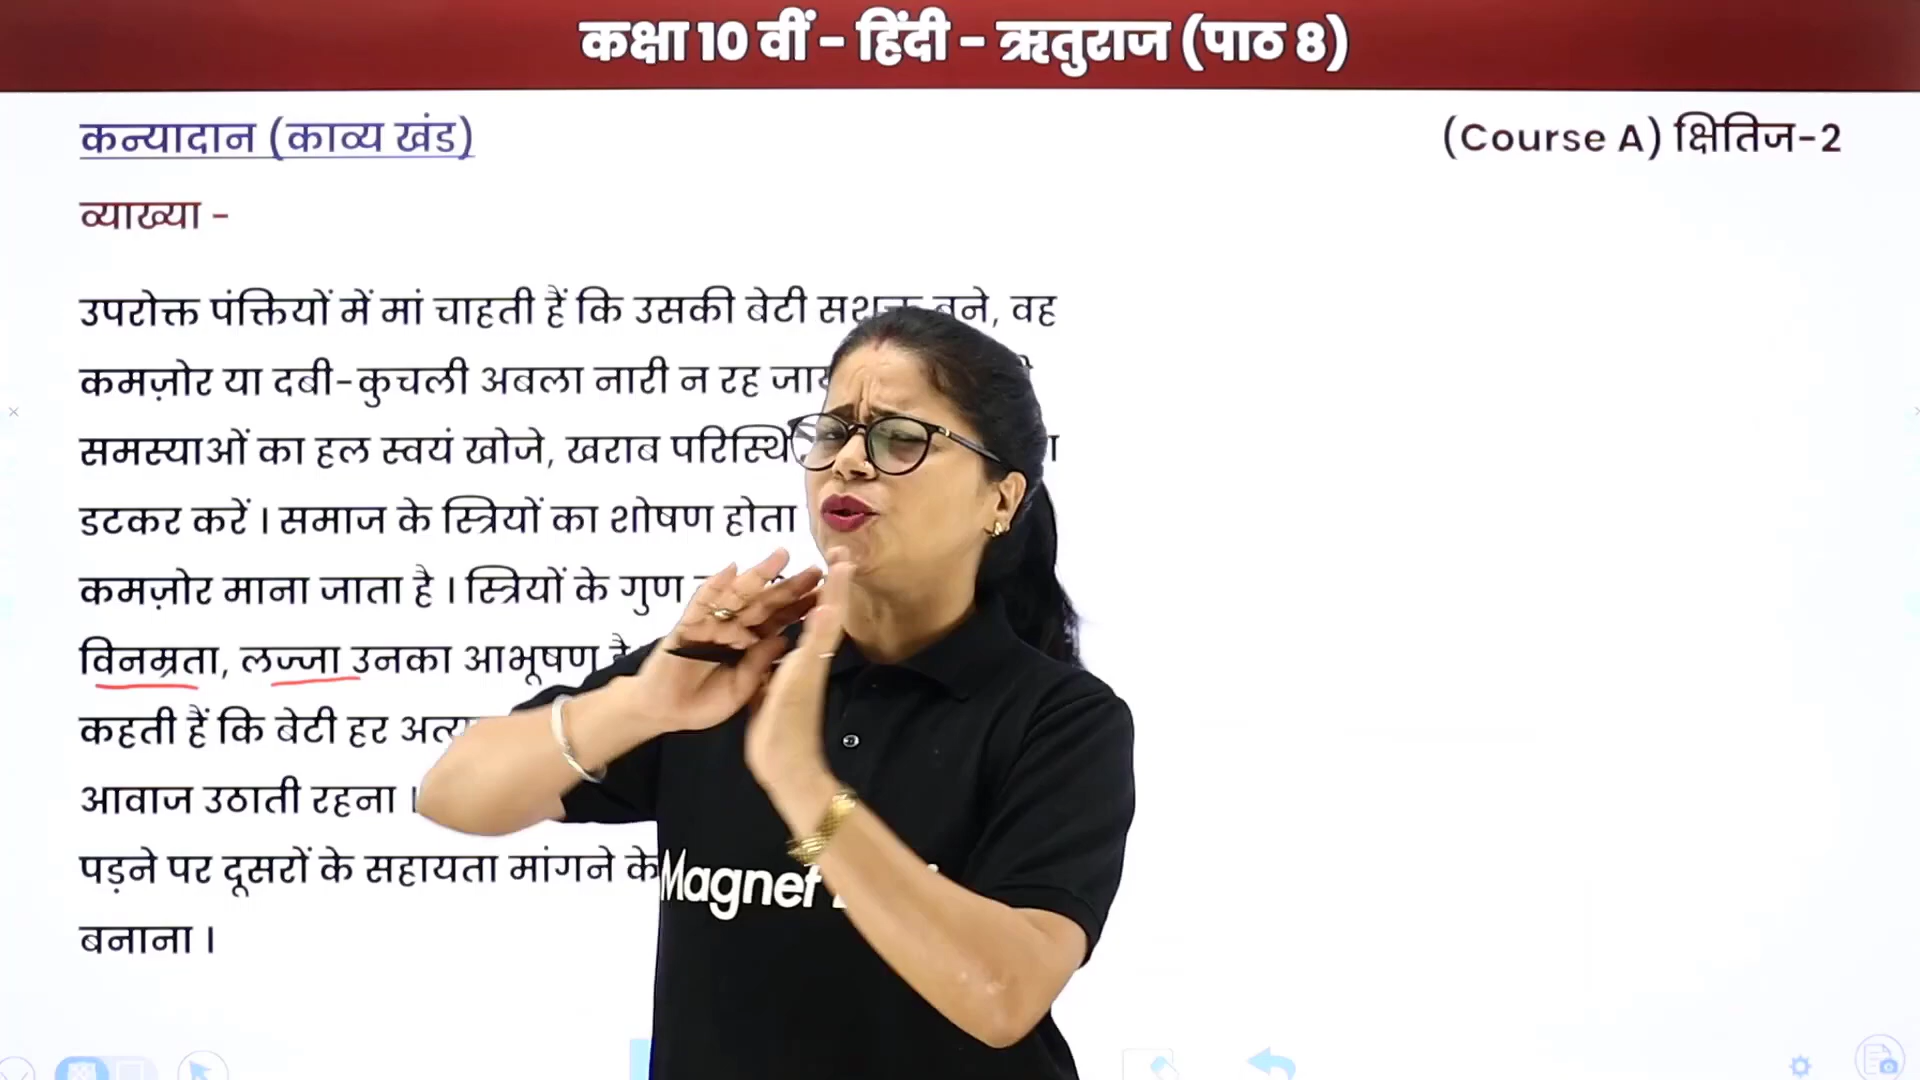 कक्षा 10 वीं - हिंदी - ऋतुराज (पाठ 8)
कन्यादान (काव्य खंड)
(Course A) क्षितिज-2
व्याख्या -
उपरोक्त पंक्तियों में मां चाहती हैं कि उसकी बेटी बने, वह
कमज़ोर या दबी-कुचली अबला नारी न रह
समस्याओं का हल स्वयं खोजे, खराब
डटकर करें । समाज के स्त्रियों का शोषण होता
कमज़ोर माना जाता है । स्त्रियों के गुण
विनम्रता, लज्जा उनका आभूषण
कहती हैं कि बेटी हर
आवाज उठाती रहना ।
पड़ने पर दूसरों के सहायता मांगने के
बनाना ।
Magnet